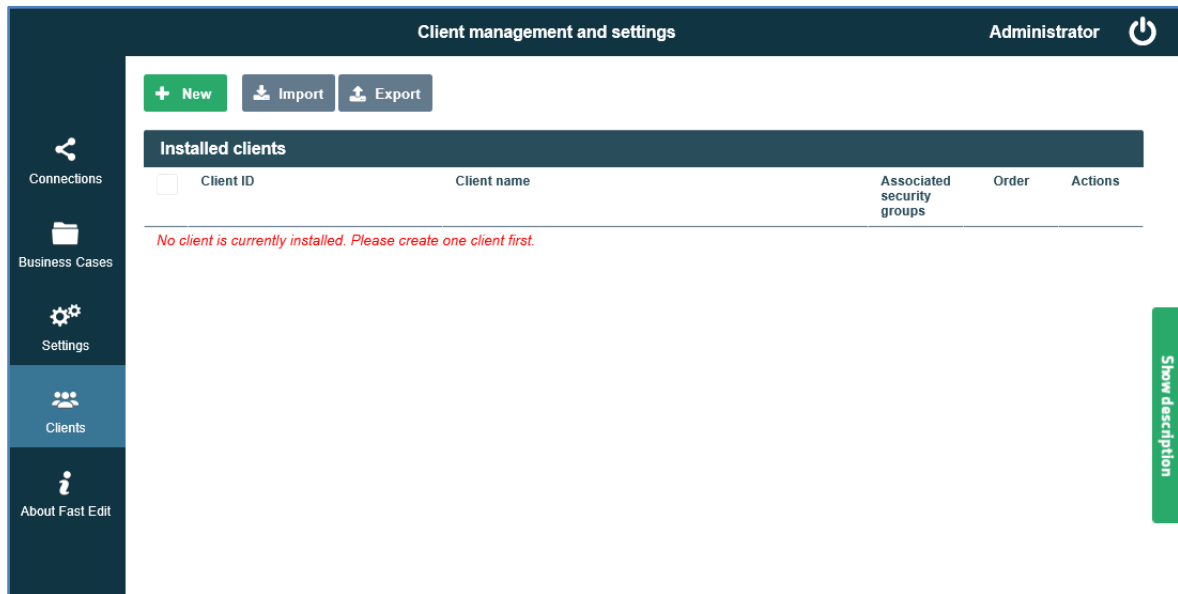 Client management and settings
Administrator
New
Import
Export
Connections
Business Cases
Settings
Clients
About Fast Edit
Installed clients
Client ID
Client name
Associated
security
groups
Order
Actions
No client is currently installed. Please create one client first.
Show description